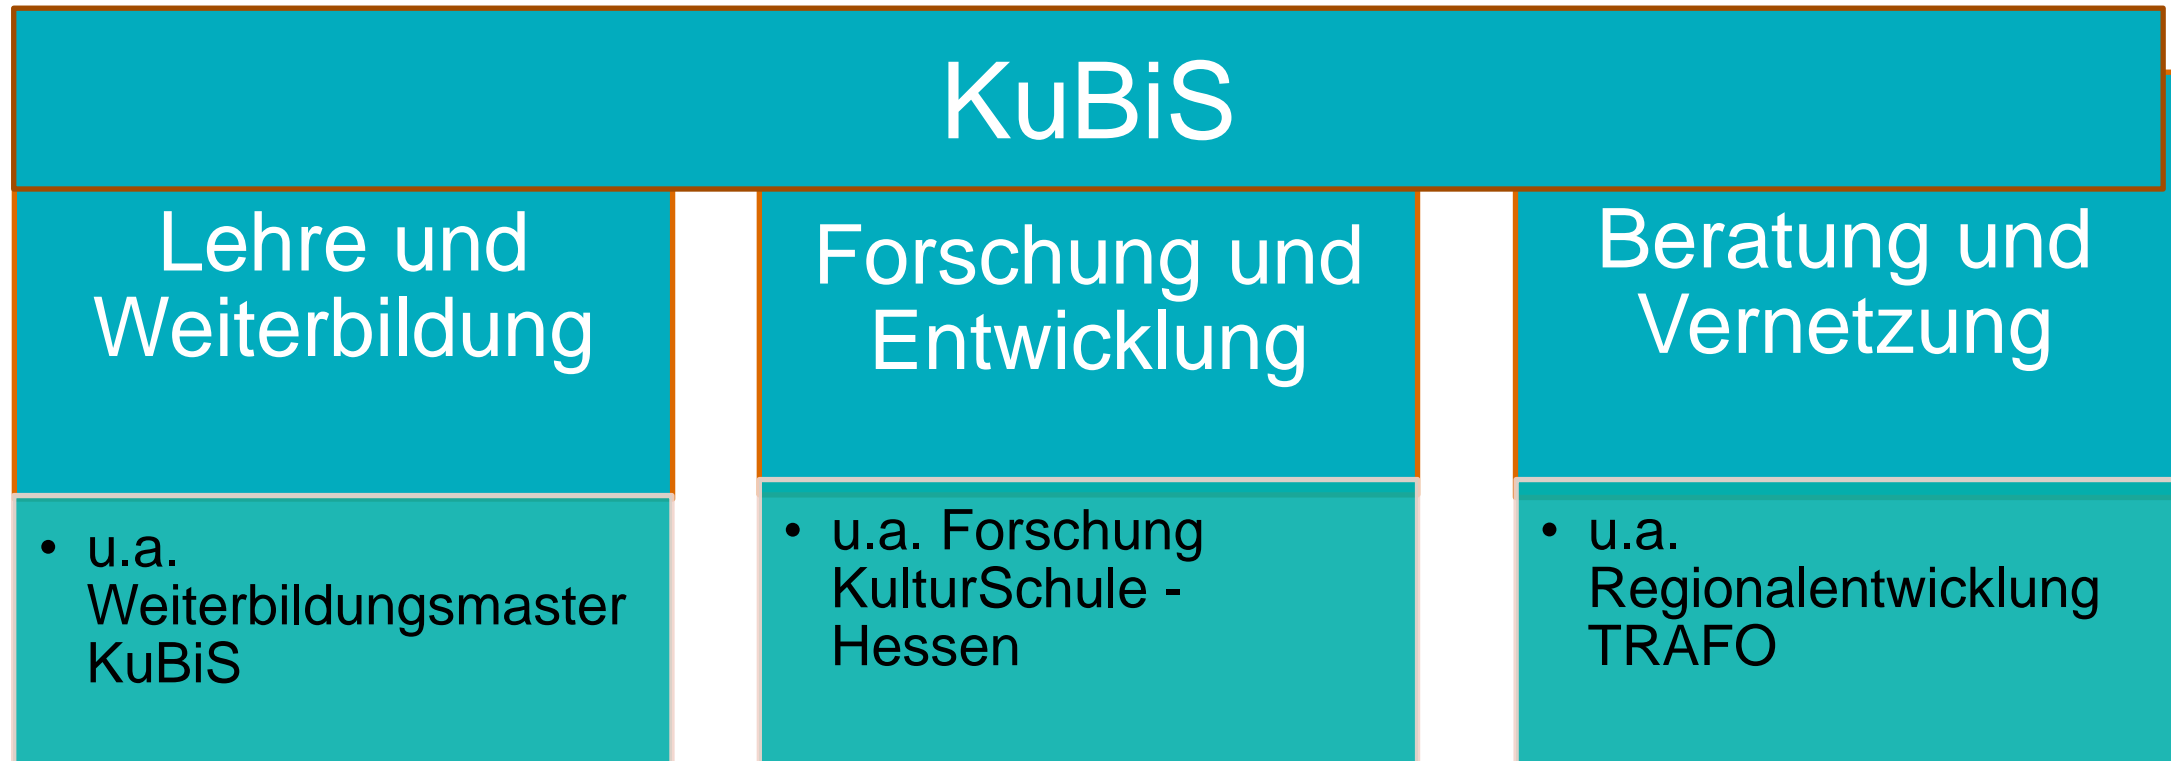 KuBiS
Lehre und
Weiterbildung
• u.a.
Weiterbildungsmaster
KuBiS
Forschung und
Entwicklung
• u.a. Forschung
KulturSchule -
Hessen
Beratung und
Vernetzung
• u.a.
Regionalentwicklung
TRAFO